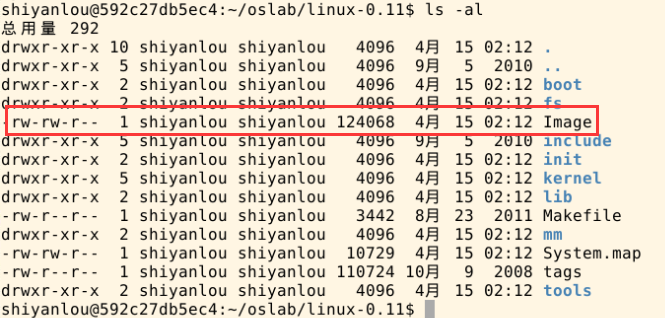 shiyanlou@592c27db5ec4:~/oslab/linux-0.11$ ls -al
总用量 292
drwxr-xr-x 10 shiyanlou shiyanlou 4096 4月 15 02:12 .
drwxr-xr-x 5 shiyanlou shiyanlou 4096 9月 5 2010 ..
drwxr-xr-x 2 shiyanlou shiyanlou 4096 4月 15 02:12 boot
drwxr-xr-x 2 shiyanlou shiyanlou 4096 4月 15 02:12 fs
-rw-rw-r-- 1 shiyanlou shiyanlou 124068 4月 15 02:12 Image
drwxr-xr-x 5 shiyanlou shiyanlou 4096 9月 5 2010 include
drwxr-xr-x 2 shiyanlou shiyanlou 4096 4月 15 02:12 init
drwxr-xr-x 5 shiyanlou shiyanlou 4096 4月 15 02:12 kernel
drwxr-xr-x 2 shiyanlou shiyanlou 4096 4月 15 02:12 lib
-rw-r--r-- 1 shiyanlou shiyanlou 3442 8月 23 2011 Makefile
drwxr-xr-x 2 shiyanlou shiyanlou 4096 4月 15 02:12 mm
-rw-rw-r-- 1 shiyanlou shiyanlou 10729 4月 15 02:12 System.map
-rw-r--r-- 1 shiyanlou shiyanlou 110724 10月 9 2008 tags
drwxr-xr-x 2 shiyanlou shiyanlou 4096 4月 15 02:12 tools
shiyanlou@592c27db5ec4:~/oslab/linux-0.11$